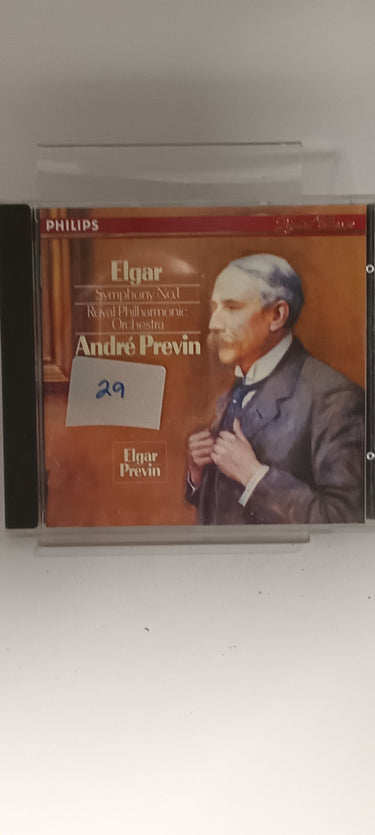 PHILIPS
Elgar
Symphony No.1
Royal Philharmonic
Orchestra
André Previn
29
Elgar
Previn